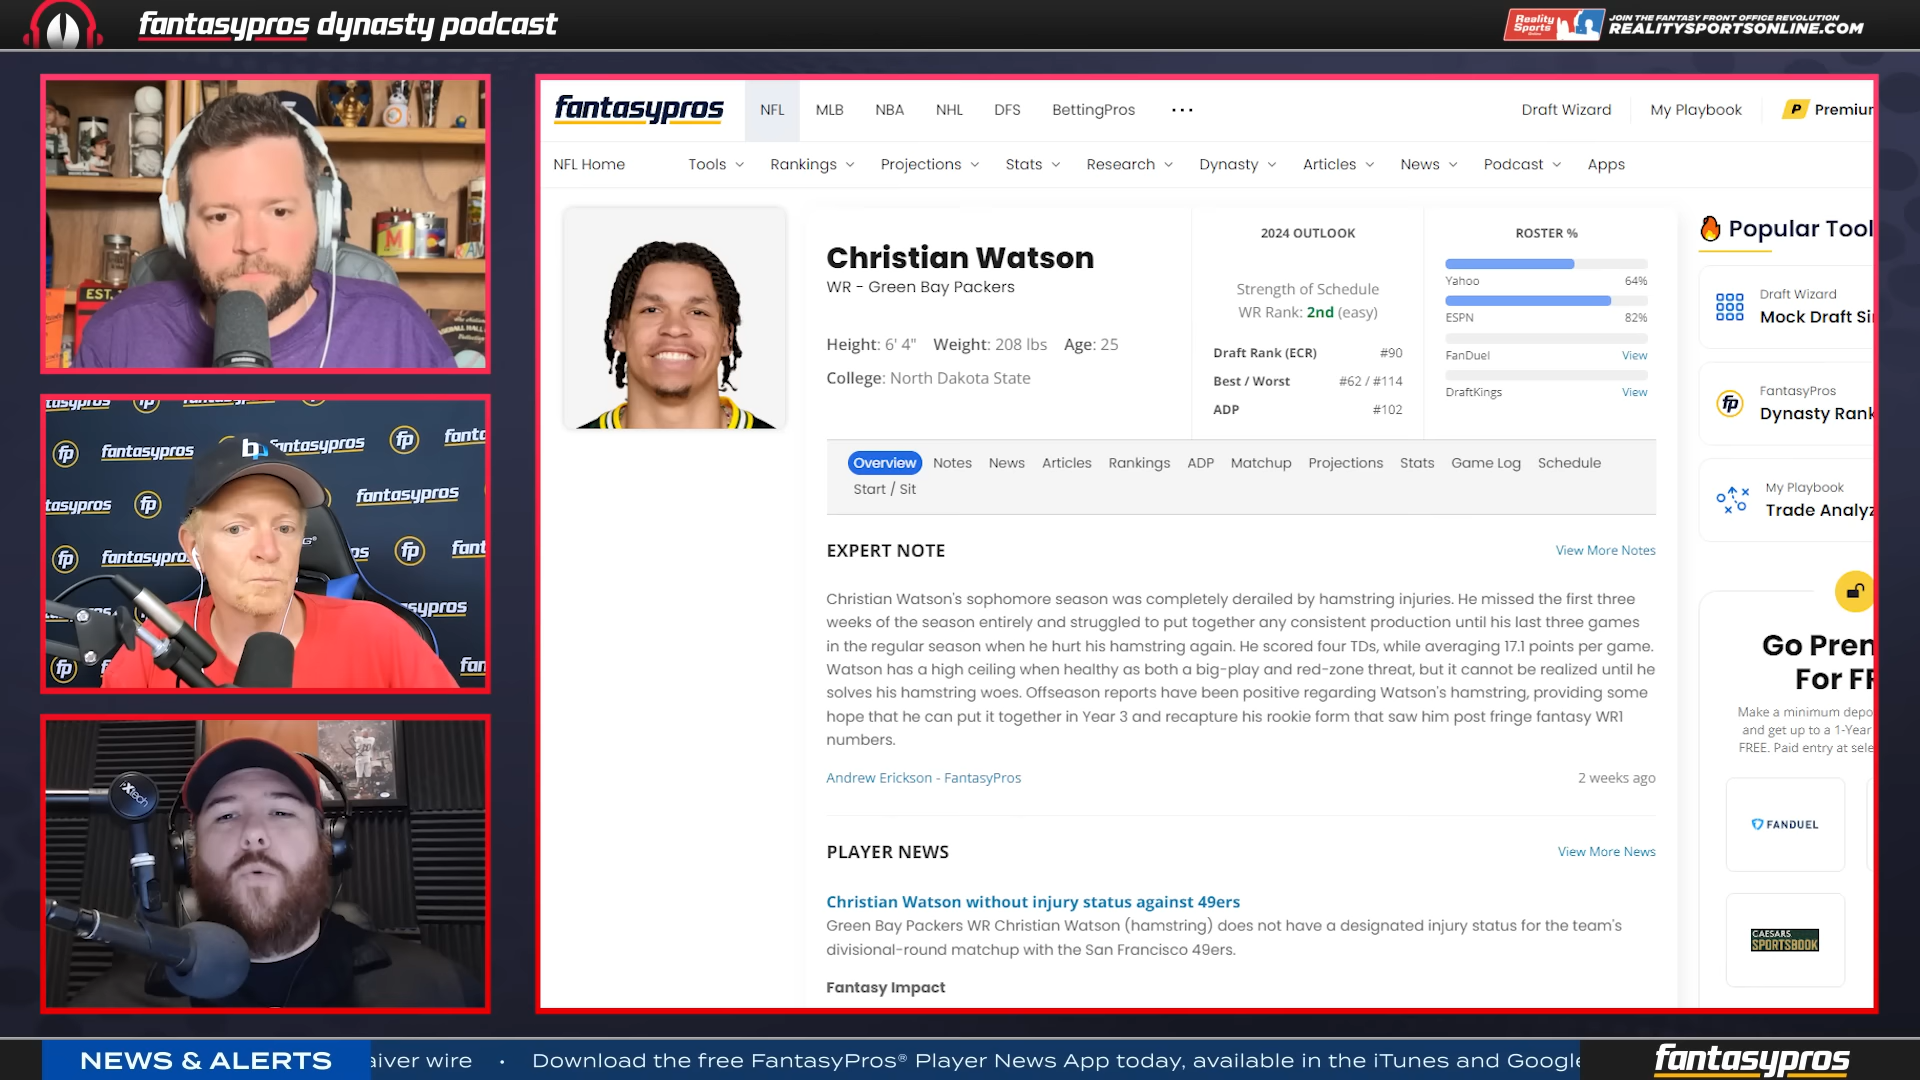 fantasypros dynasty podcast
Reality Sports Online
JOIN THE FANTASY FRONT OFFICE REVOLUTION
REALITYSPORTSONLINE.COM
fantasypros
NFL
MLB
NBA
NHL
DFS
BettingPros
...
Draft Wizard
My Playbook
P Premium
NFL Home
Tools
Rankings
Projections
Stats
Research
Dynasty
Articles
News
Podcast
Apps
Christian Watson
WR - Green Bay Packers
Height: 6' 4" Weight: 208 lbs Age: 25
College: North Dakota State
2024 OUTLOOK
Strength of Schedule
WR Rank: 2nd (easy)
Draft Rank (ECR) #90
Best / Worst #62 / #114
ADP #102
ROSTER %
Yahoo 64%
ESPN 82%
FanDuel View
DraftKings View
Popular Tool
Draft Wizard
Mock Draft Si
fp
FantasyPros
Dynasty Rank
My Playbook
Trade Analyz
Overview Notes News Articles Rankings ADP Matchup Projections Stats Game Log Schedule
Start / Sit
EXPERT NOTE
View More Notes
Christian Watson's sophomore season was completely derailed by hamstring injuries. He missed the first three
weeks of the season entirely and struggled to put together any consistent production until his last three games
in the regular season when he hurt his hamstring again. He scored four TDs, while averaging 17.1 points per game.
Watson has a high ceiling when healthy as both a big-play and red-zone threat, but it cannot be realized until he
solves his hamstring woes. Offseason reports have been positive regarding Watson's hamstring, providing some
hope that he can put it together in Year 3 and recapture his rookie form that saw him post fringe fantasy WR1
numbers.
Andrew Erickson - FantasyPros
2 weeks ago
PLAYER NEWS
View More News
Christian Watson without injury status against 49ers
Green Bay Packers WR Christian Watson (hamstring) does not have a designated injury status for the team's
divisional-round matchup with the San Francisco 49ers.
Fantasy Impact
Go Pren
For FR
Make a minimum depo
and get up to a 1-Year
FREE. Paid entry at sele
FANDUEL
CAESARS
SPORTSBOOK
EST.
M
fantasypros
fp
fantasypros
fp
fantasypros
NEWS & ALERTS
aiver wire • Download the free FantasyPros® Player News App today, available in the iTunes and Google
fantasypros